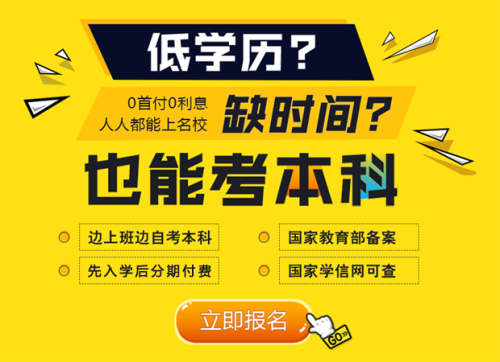 低学历？
0首付0利息
人人都能上名校
缺时间？
也能考本科
边上班边自考本科
国家教育部备案
先入学后分期付费
国家学信网可查
立即报名
GO»